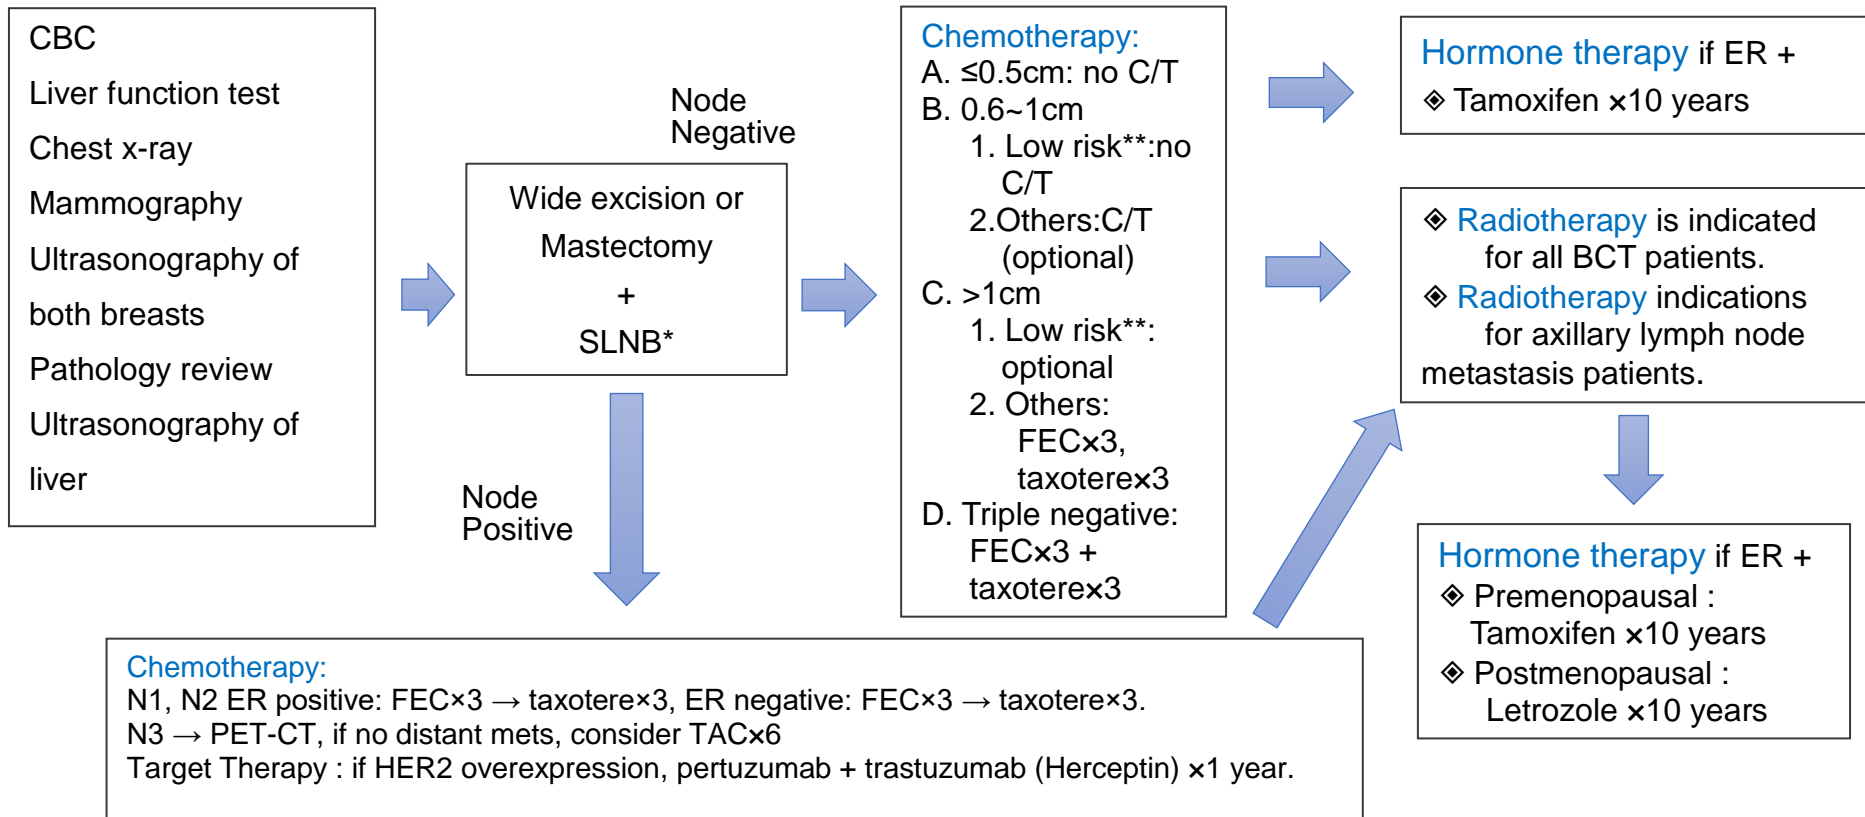 CBC
Liver function test
Chest x-ray
Mammography
Ultrasonography of
both breasts
Pathology review
Ultrasonography of
liver
Node
Negative
Wide excision or
Mastectomy
+
SLNB*
Node
Positive
Chemotherapy:
A. ≤0.5cm: no C/T
B. 0.6~1cm
1. Low risk**:no
C/T
2.Others:C/T
(optional)
C. >1cm
1. Low risk**:
optional
2. Others:
FEC×3,
taxotere×3
D. Triple negative:
FEC×3 +
taxotere×3
Hormone therapy if ER +
◈ Tamoxifen ×10 years
◈ Radiotherapy is indicated
for all BCT patients.
◈ Radiotherapy indications
for axillary lymph node
metastasis patients.
Hormone therapy if ER +
◈ Premenopausal :
Tamoxifen ×10 years
◈ Postmenopausal :
Letrozole ×10 years
Chemotherapy:
N1, N2 ER positive: FEC×3 → taxotere×3, ER negative: FEC×3 → taxotere×3.
N3 → PET-CT, if no distant mets, consider TAC×6
Target Therapy : if HER2 overexpression, pertuzumab + trastuzumab (Herceptin) ×1 year.